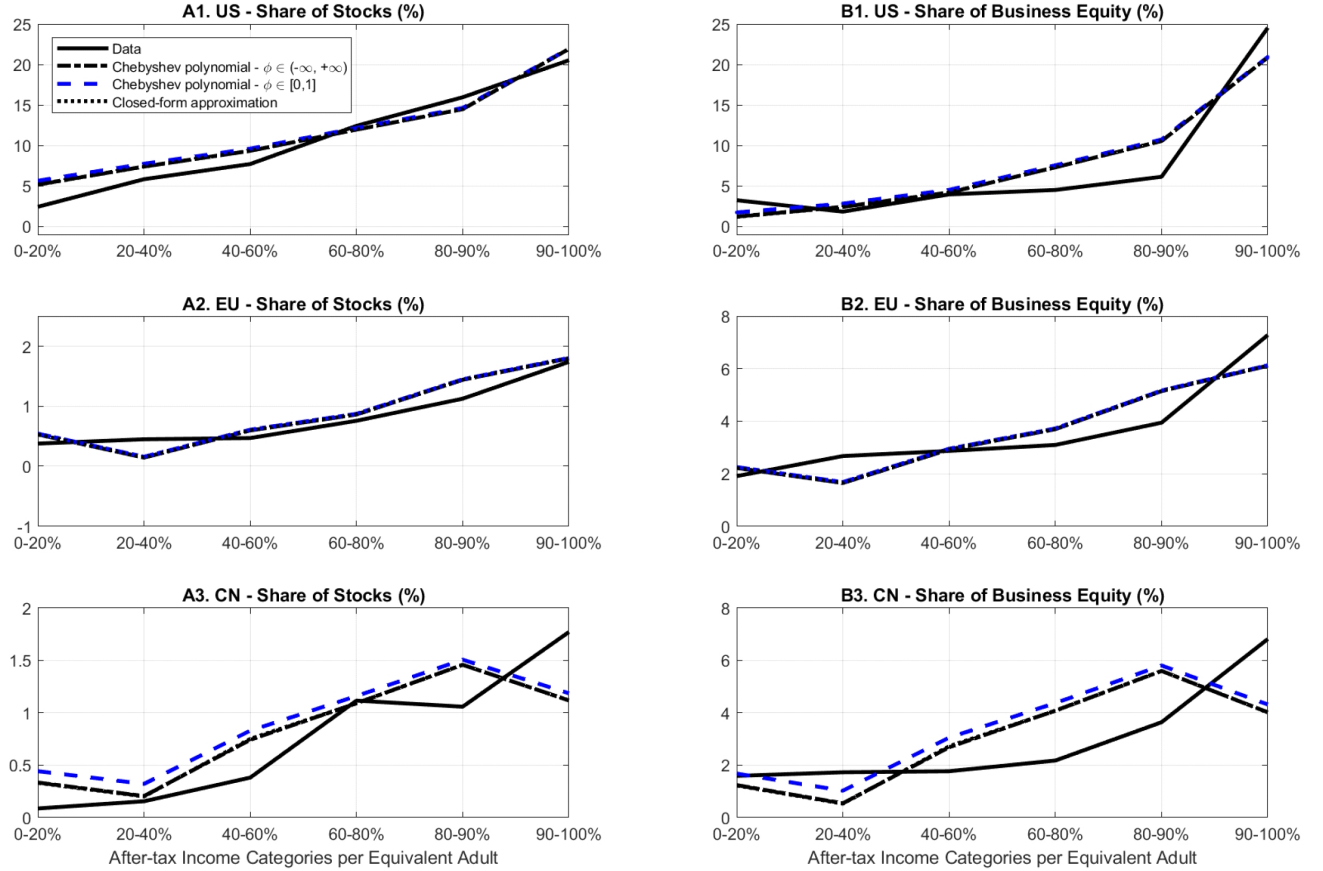 A1. US - Share of Stocks (%)
25
20
15
10
5
0
Data
Chebyshev polynomial - ϕ ∈ (-∞, +∞)
Chebyshev polynomial - ϕ ∈ [0,1]
Closed-form approximation
0-20% 20-40% 40-60% 60-80% 80-90% 90-100%
B1. US - Share of Business Equity (%)
25
20
15
10
5
0
0-20% 20-40% 40-60% 60-80% 80-90% 90-100%
A2. EU - Share of Stocks (%)
2
1
0
-1
0-20% 20-40% 40-60% 60-80% 80-90% 90-100%
B2. EU - Share of Business Equity (%)
8
6
4
2
0
0-20% 20-40% 40-60% 60-80% 80-90% 90-100%
A3. CN - Share of Stocks (%)
2
1.5
1
0.5
0
0-20% 20-40% 40-60% 60-80% 80-90% 90-100%
After-tax Income Categories per Equivalent Adult
B3. CN - Share of Business Equity (%)
8
6
4
2
0
0-20% 20-40% 40-60% 60-80% 80-90% 90-100%
After-tax Income Categories per Equivalent Adult